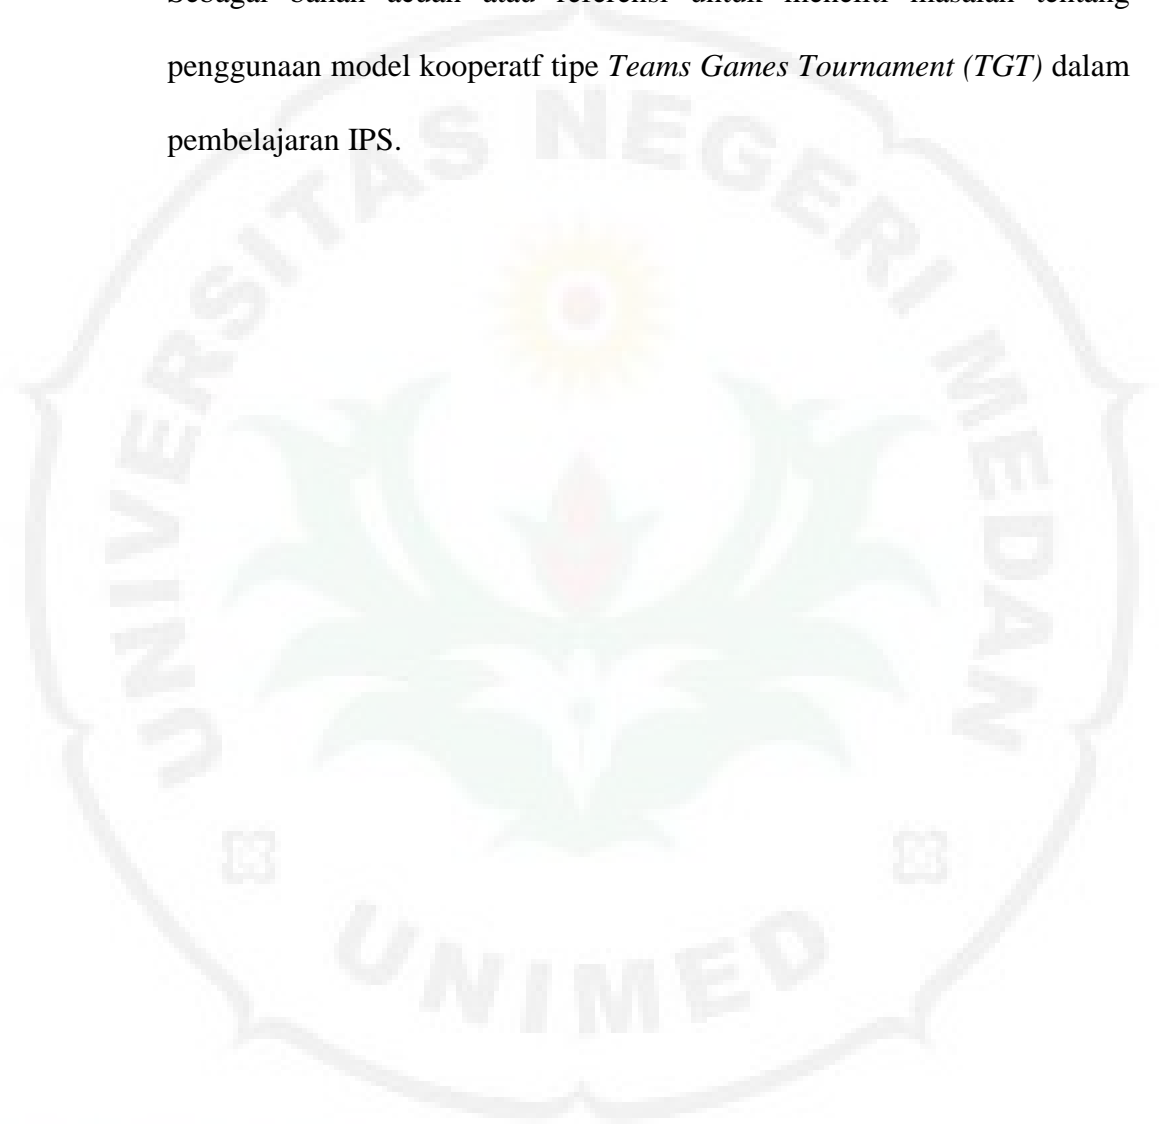 penggunaan model kooperatf tipe Teams Games Tournament (TGT) dalam
pembelajaran IPS.
UNIVERSITAS NEGERI MEDAN
UNIMED